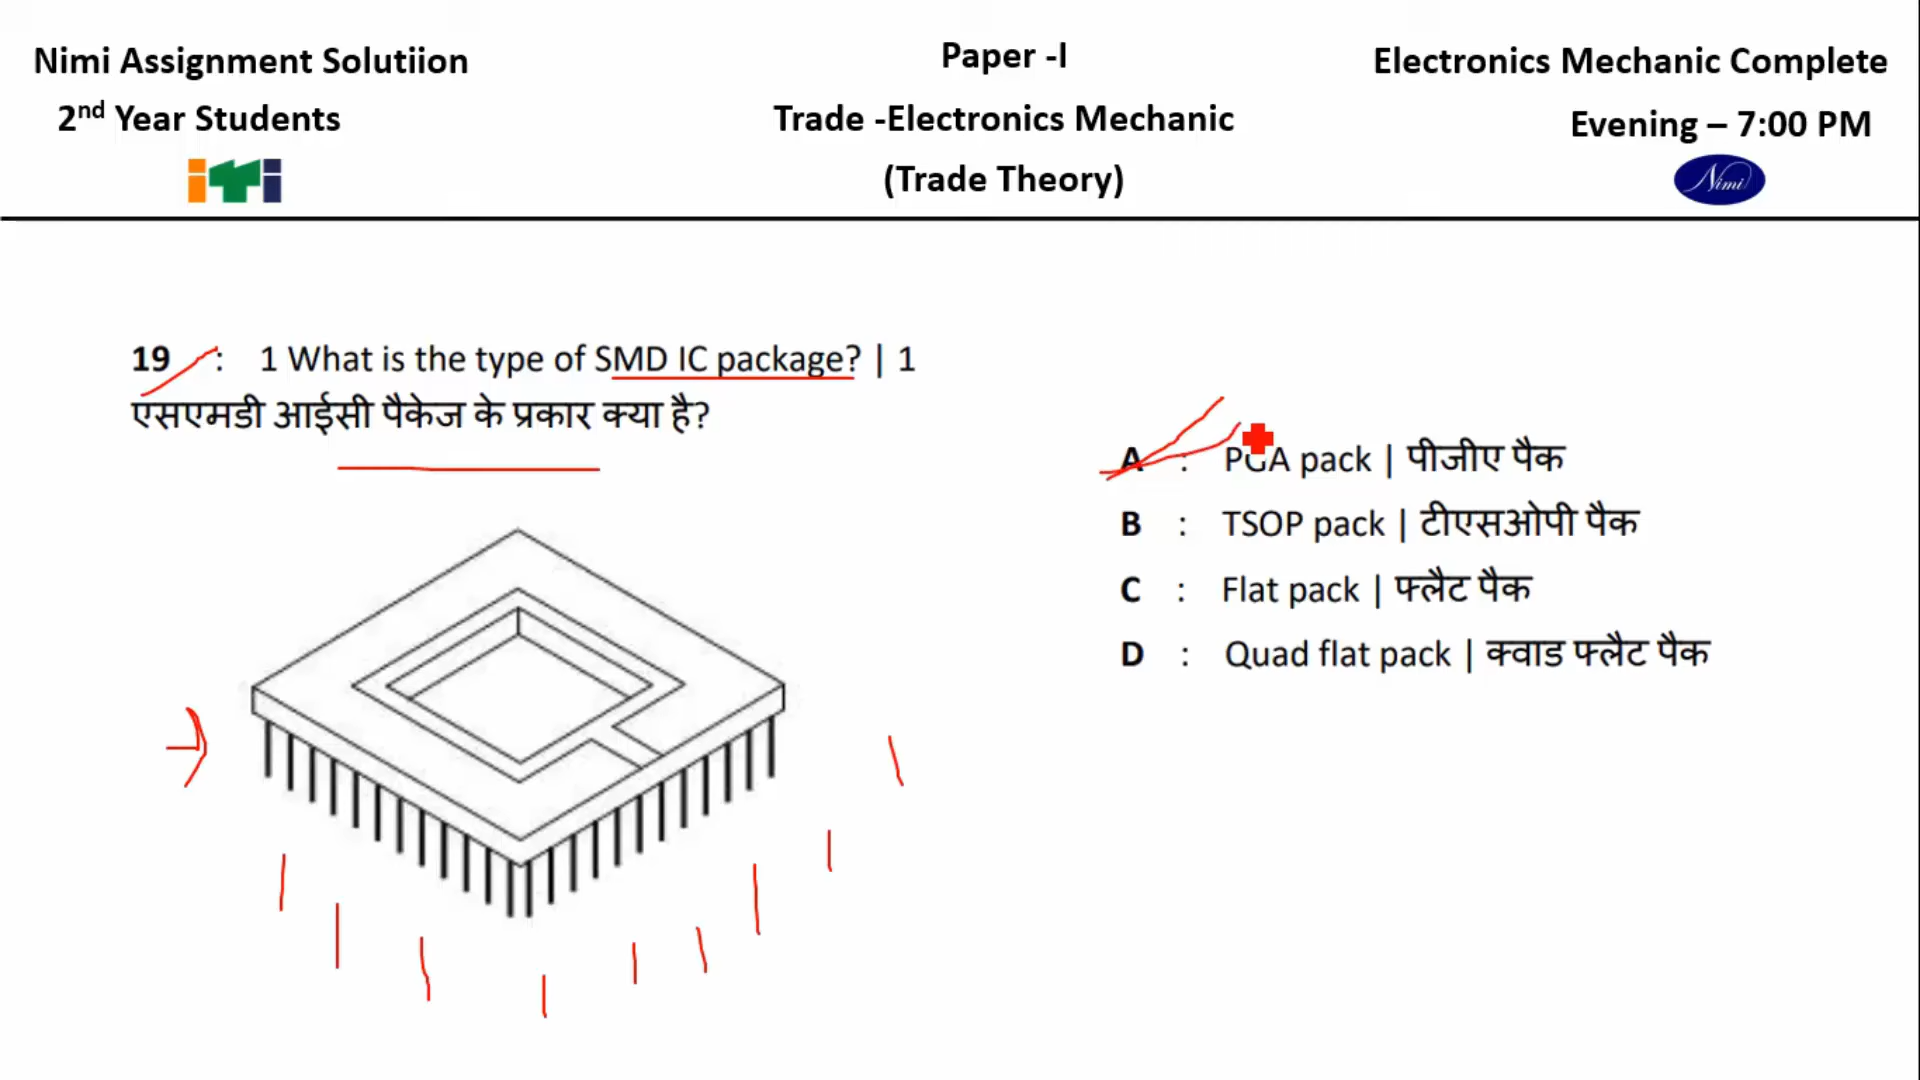 Nimi Assignment Solutiion
2nd Year Students
iTi
Paper -I
Trade -Electronics Mechanic
(Trade Theory)
Electronics Mechanic Complete
Evening – 7:00 PM
Nimi
19 : 1 What is the type of SMD IC package? | 1
एसएमडी आईसी पैकेज के प्रकार क्या है?
A : PGA pack | पीजीए पैक
B : TSOP pack | टीएसओपी पैक
C : Flat pack | फ्लैट पैक
D : Quad flat pack | क्वाड फ्लैट पैक